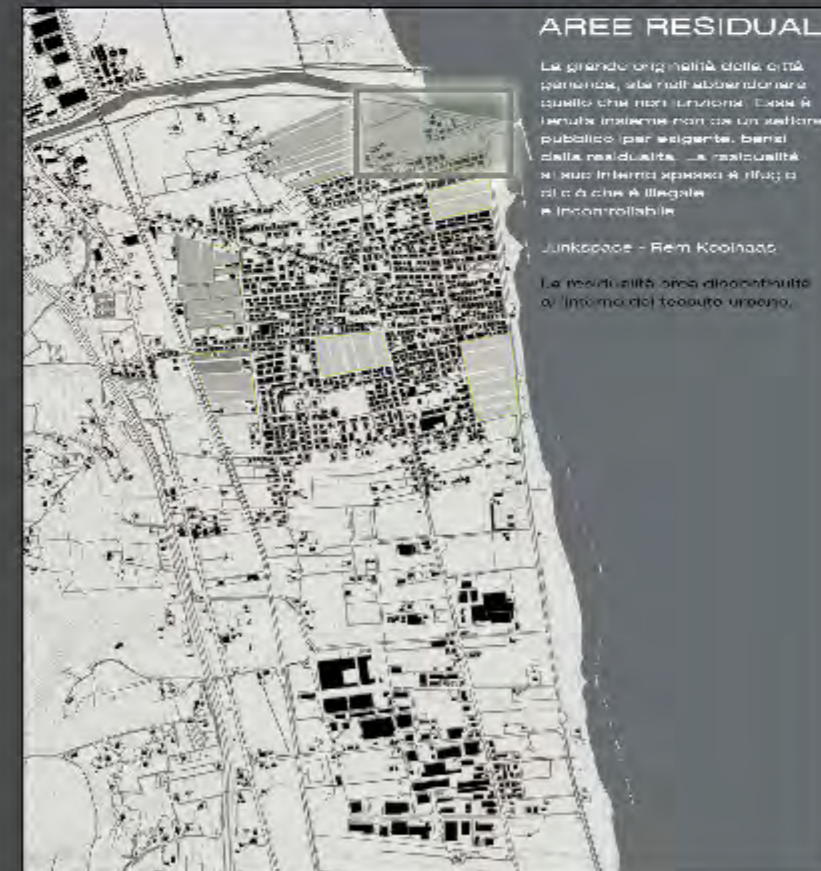 AREE RESIDUAL
La grande originalità della città
generica, sta nell'abbandonare
quello che non funziona. Essa è
tenuta insieme non da un settore
pubblico iper esigente, bensì
dalla residualità. La residualità
al suo interno spesso è rifugio
di ciò che è illegale
e incontrollabile
Junkspace - Rem Koolhaas
La residualità crea discontinuità
all'interno del tessuto urbano.